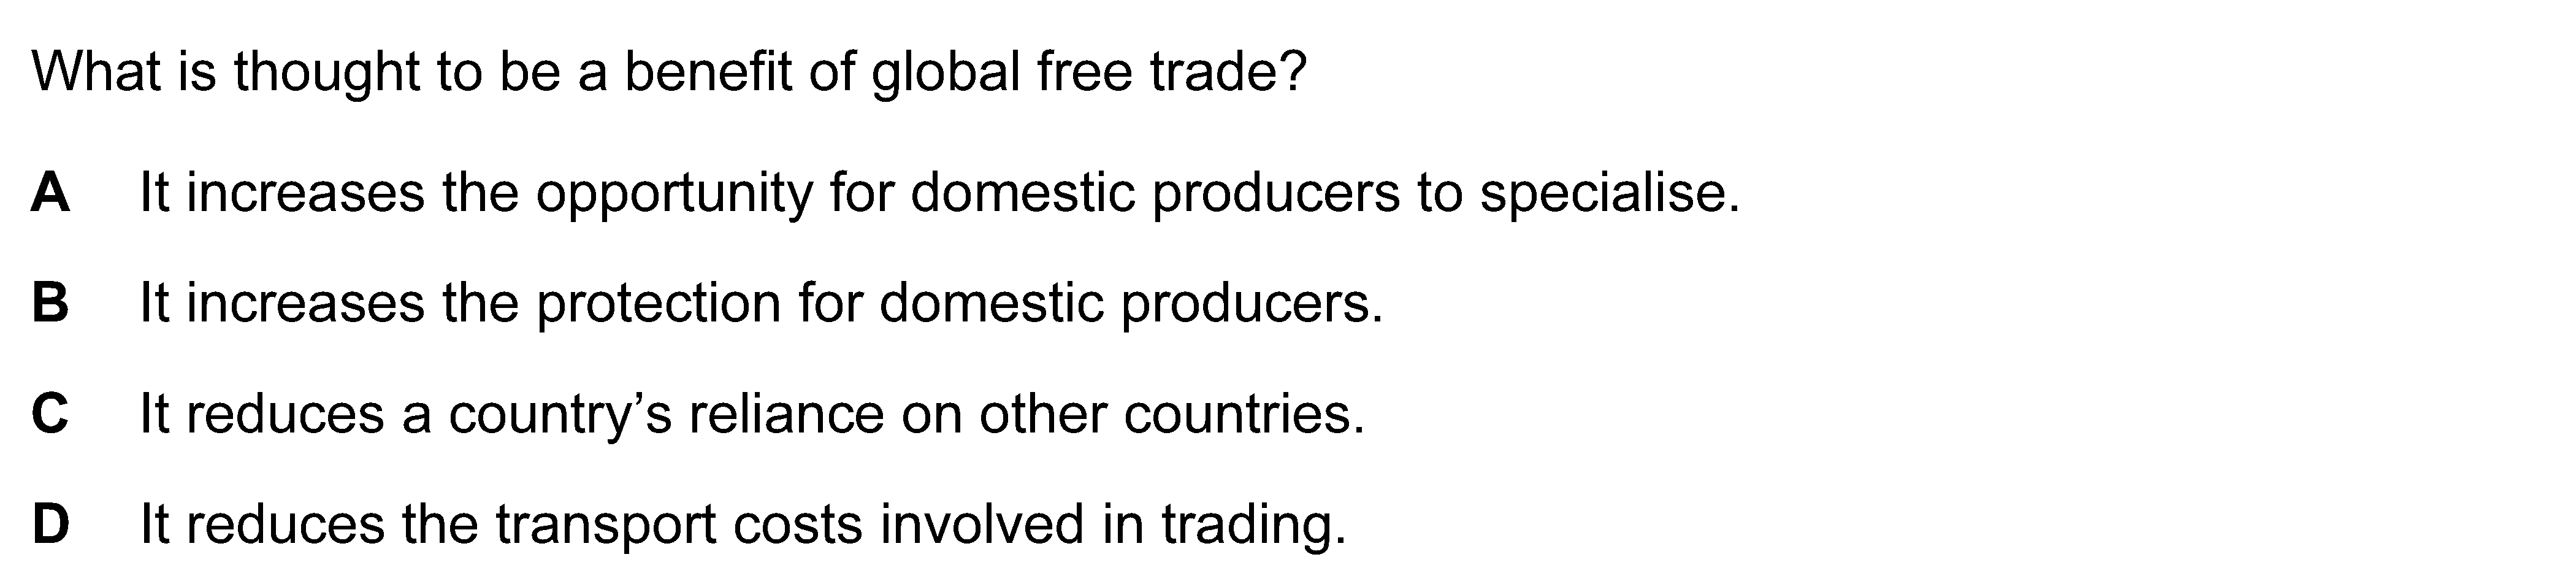 What is thought to be a benefit of global free trade?
A It increases the opportunity for domestic producers to specialise.
B It increases the protection for domestic producers.
C It reduces a country’s reliance on other countries.
D It reduces the transport costs involved in trading.